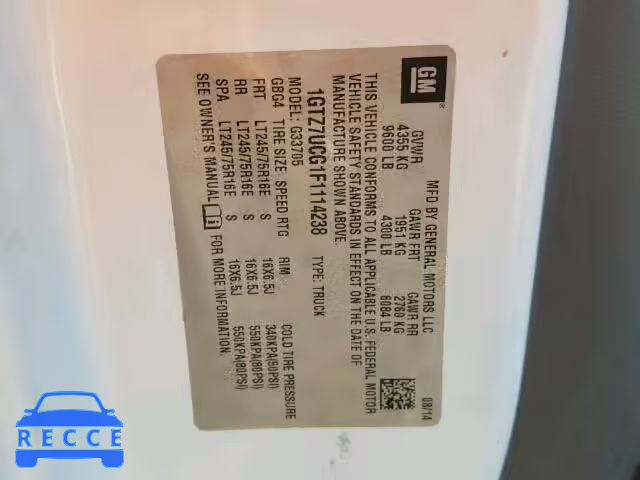 GM ®
MFD BY GENERAL MOTORS LLC 08/14
GVWR GAWR FRT GAWR RR
4355 KG 1951 KG 2760 KG
9600 LB 4300 LB 6084 LB
THIS VEHICLE CONFORMS TO ALL APPLICABLE U.S. FEDERAL MOTOR
VEHICLE SAFETY STANDARDS IN EFFECT ON THE DATE OF
MANUFACTURE SHOWN ABOVE.
1GTZ7UCG1F1114238 TYPE: TRUCK
MODEL: G33705
GBG4 TIRE SIZE SPEED RTG RIM COLD TIRE PRESSURE
FRT LT245/75R16E S 16X6.5J 340KPA(50PSI)
RR LT245/75R16E S 16X6.5J 550KPA(80PSI)
SPA LT245/75R16E S 16X6.5J 550KPA(80PSI)
SEE OWNER'S MANUAL FOR MORE INFORMATION.
RECCE